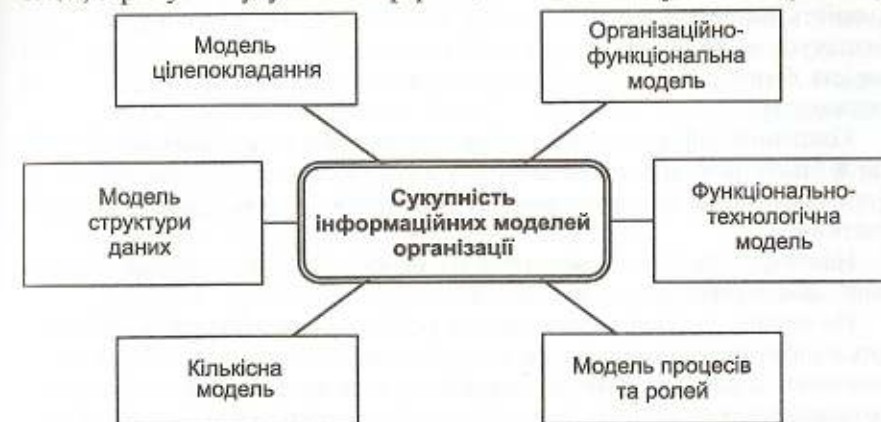 Модель
цілепокладання
Організаційно-
функціональна
модель
Модель
структури
даних
Сукупність
інформаційних моделей
організації
Функціонально-
технологічна
модель
Кількісна
модель
Модель процесів
та ролей